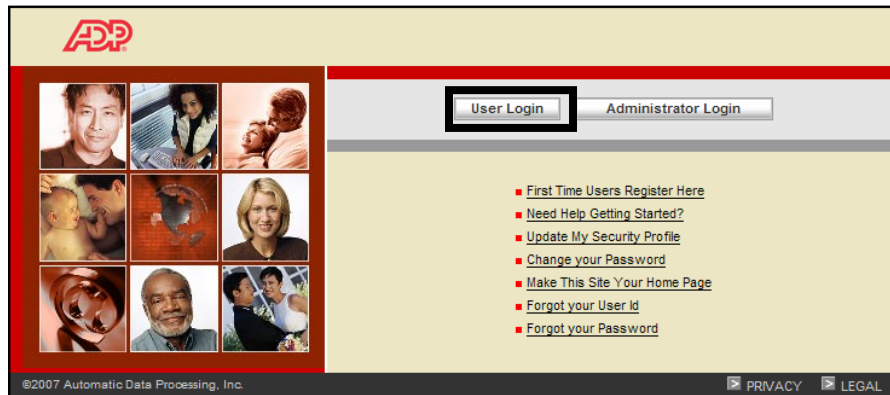 ADP
User Login Administrator Login
First Time Users Register Here
Need Help Getting Started?
Update My Security Profile
Change your Password
Make This Site Your Home Page
Forgot your User Id
Forgot your Password
©2007 Automatic Data Processing, Inc. PRIVACY LEGAL